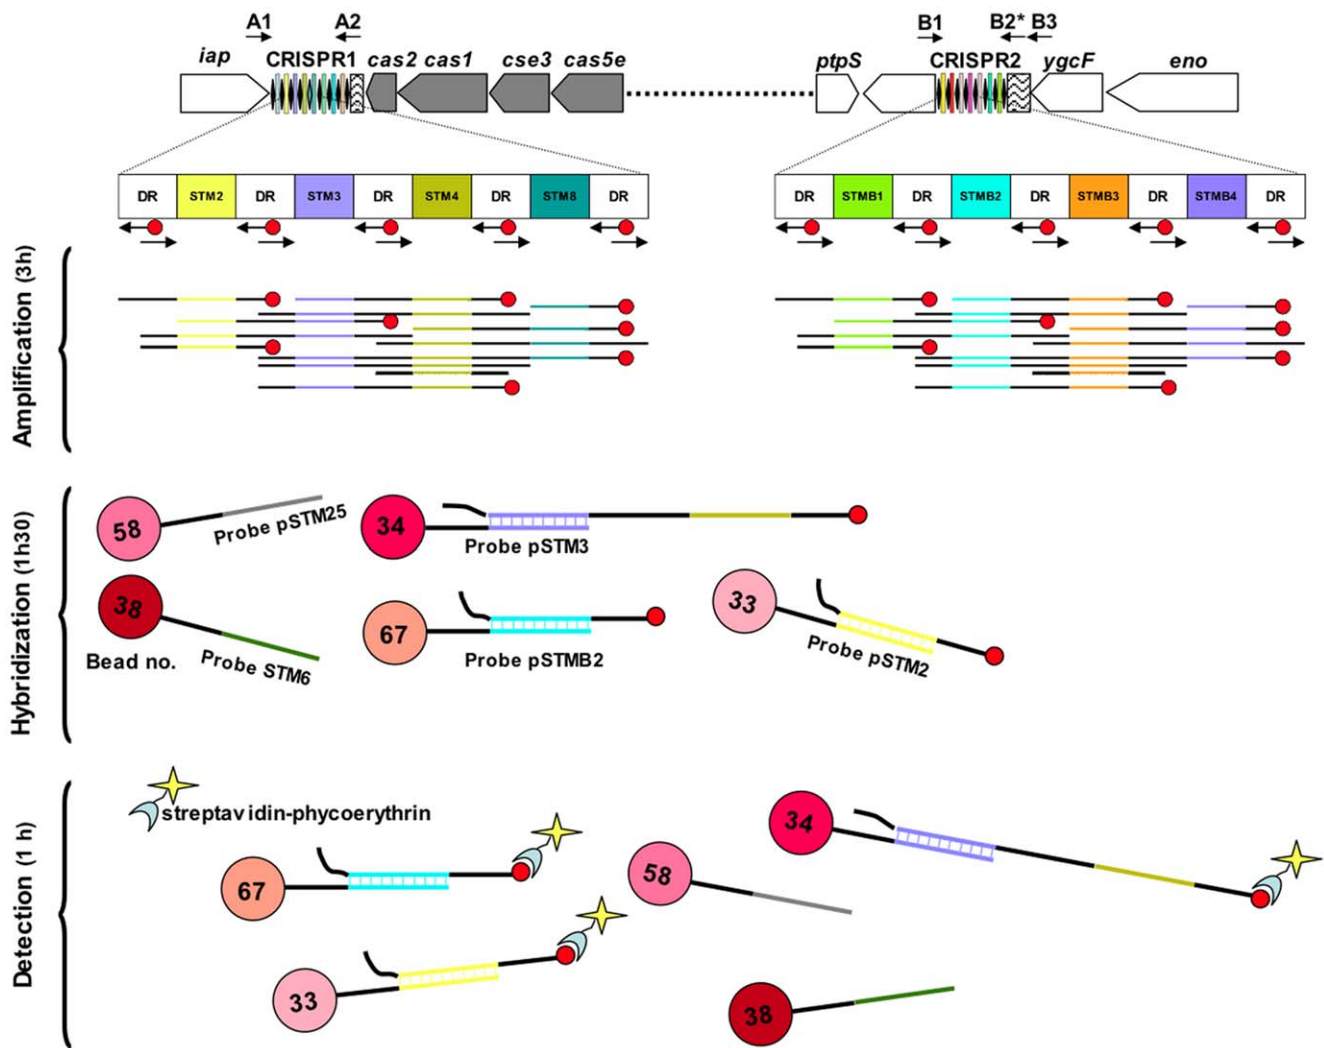 A1 A2 B1 B2* B3
iap CRISPR1 cas2 cas1 cse3 cas5e ptpS CRISPR2 ygcF eno
DR STM2 DR STM3 DR STM4 DR STM8 DR DR STMB1 DR STMB2 DR STMB3 DR STMB4 DR
Amplification (3h)
Hybridization (1h30)
58 Probe pSTM25
34 Probe pSTM3
38 Probe STM6
Bead no.
67 Probe pSTMB2
33 Probe pSTM2
Detection (1 h)
streptavidin-phycoerythrin
34
67
58
33
38